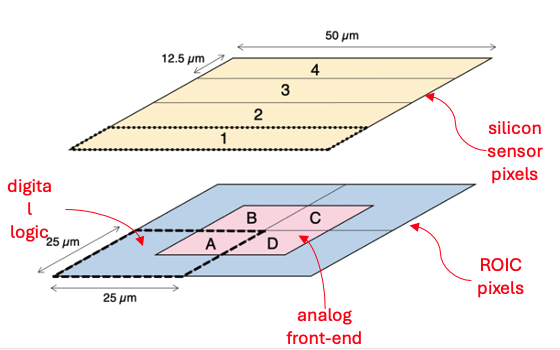 50 µm
12.5 µm
4
3
2
1
silicon
sensor
pixels
digita
l
logic
25 µm
B C
A D
ROIC
pixels
25 µm
analog
front-end